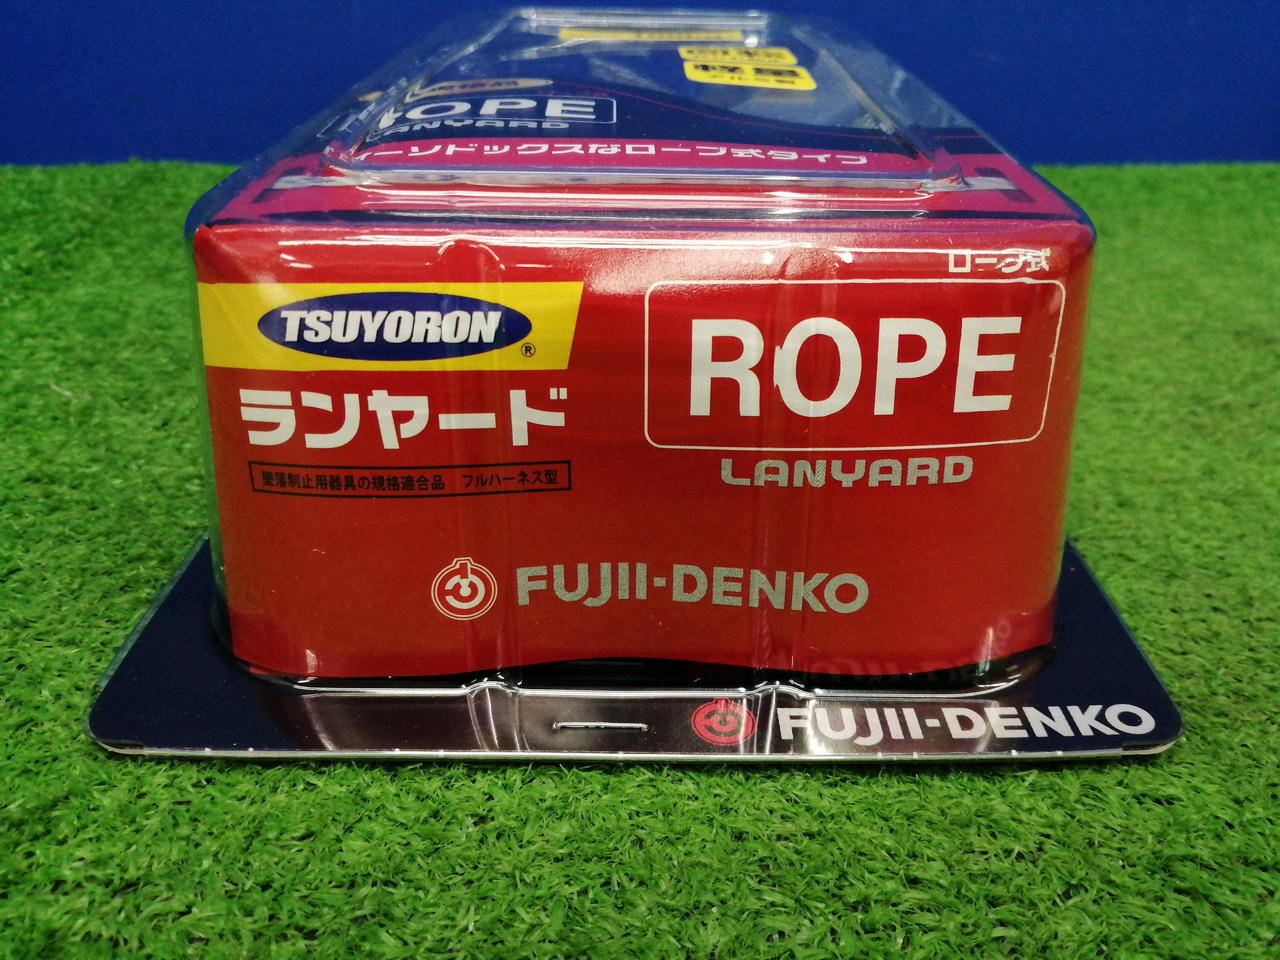 ROPE
LANYARD
ーソドックスなロープ式タイプ
ロープ式
TSUYORON
®
ROPE
ランヤード
LANYARD
墜落制止用器具の規格適合品 フルハーネス型
FUJII-DENKO
FUJII-DENKO